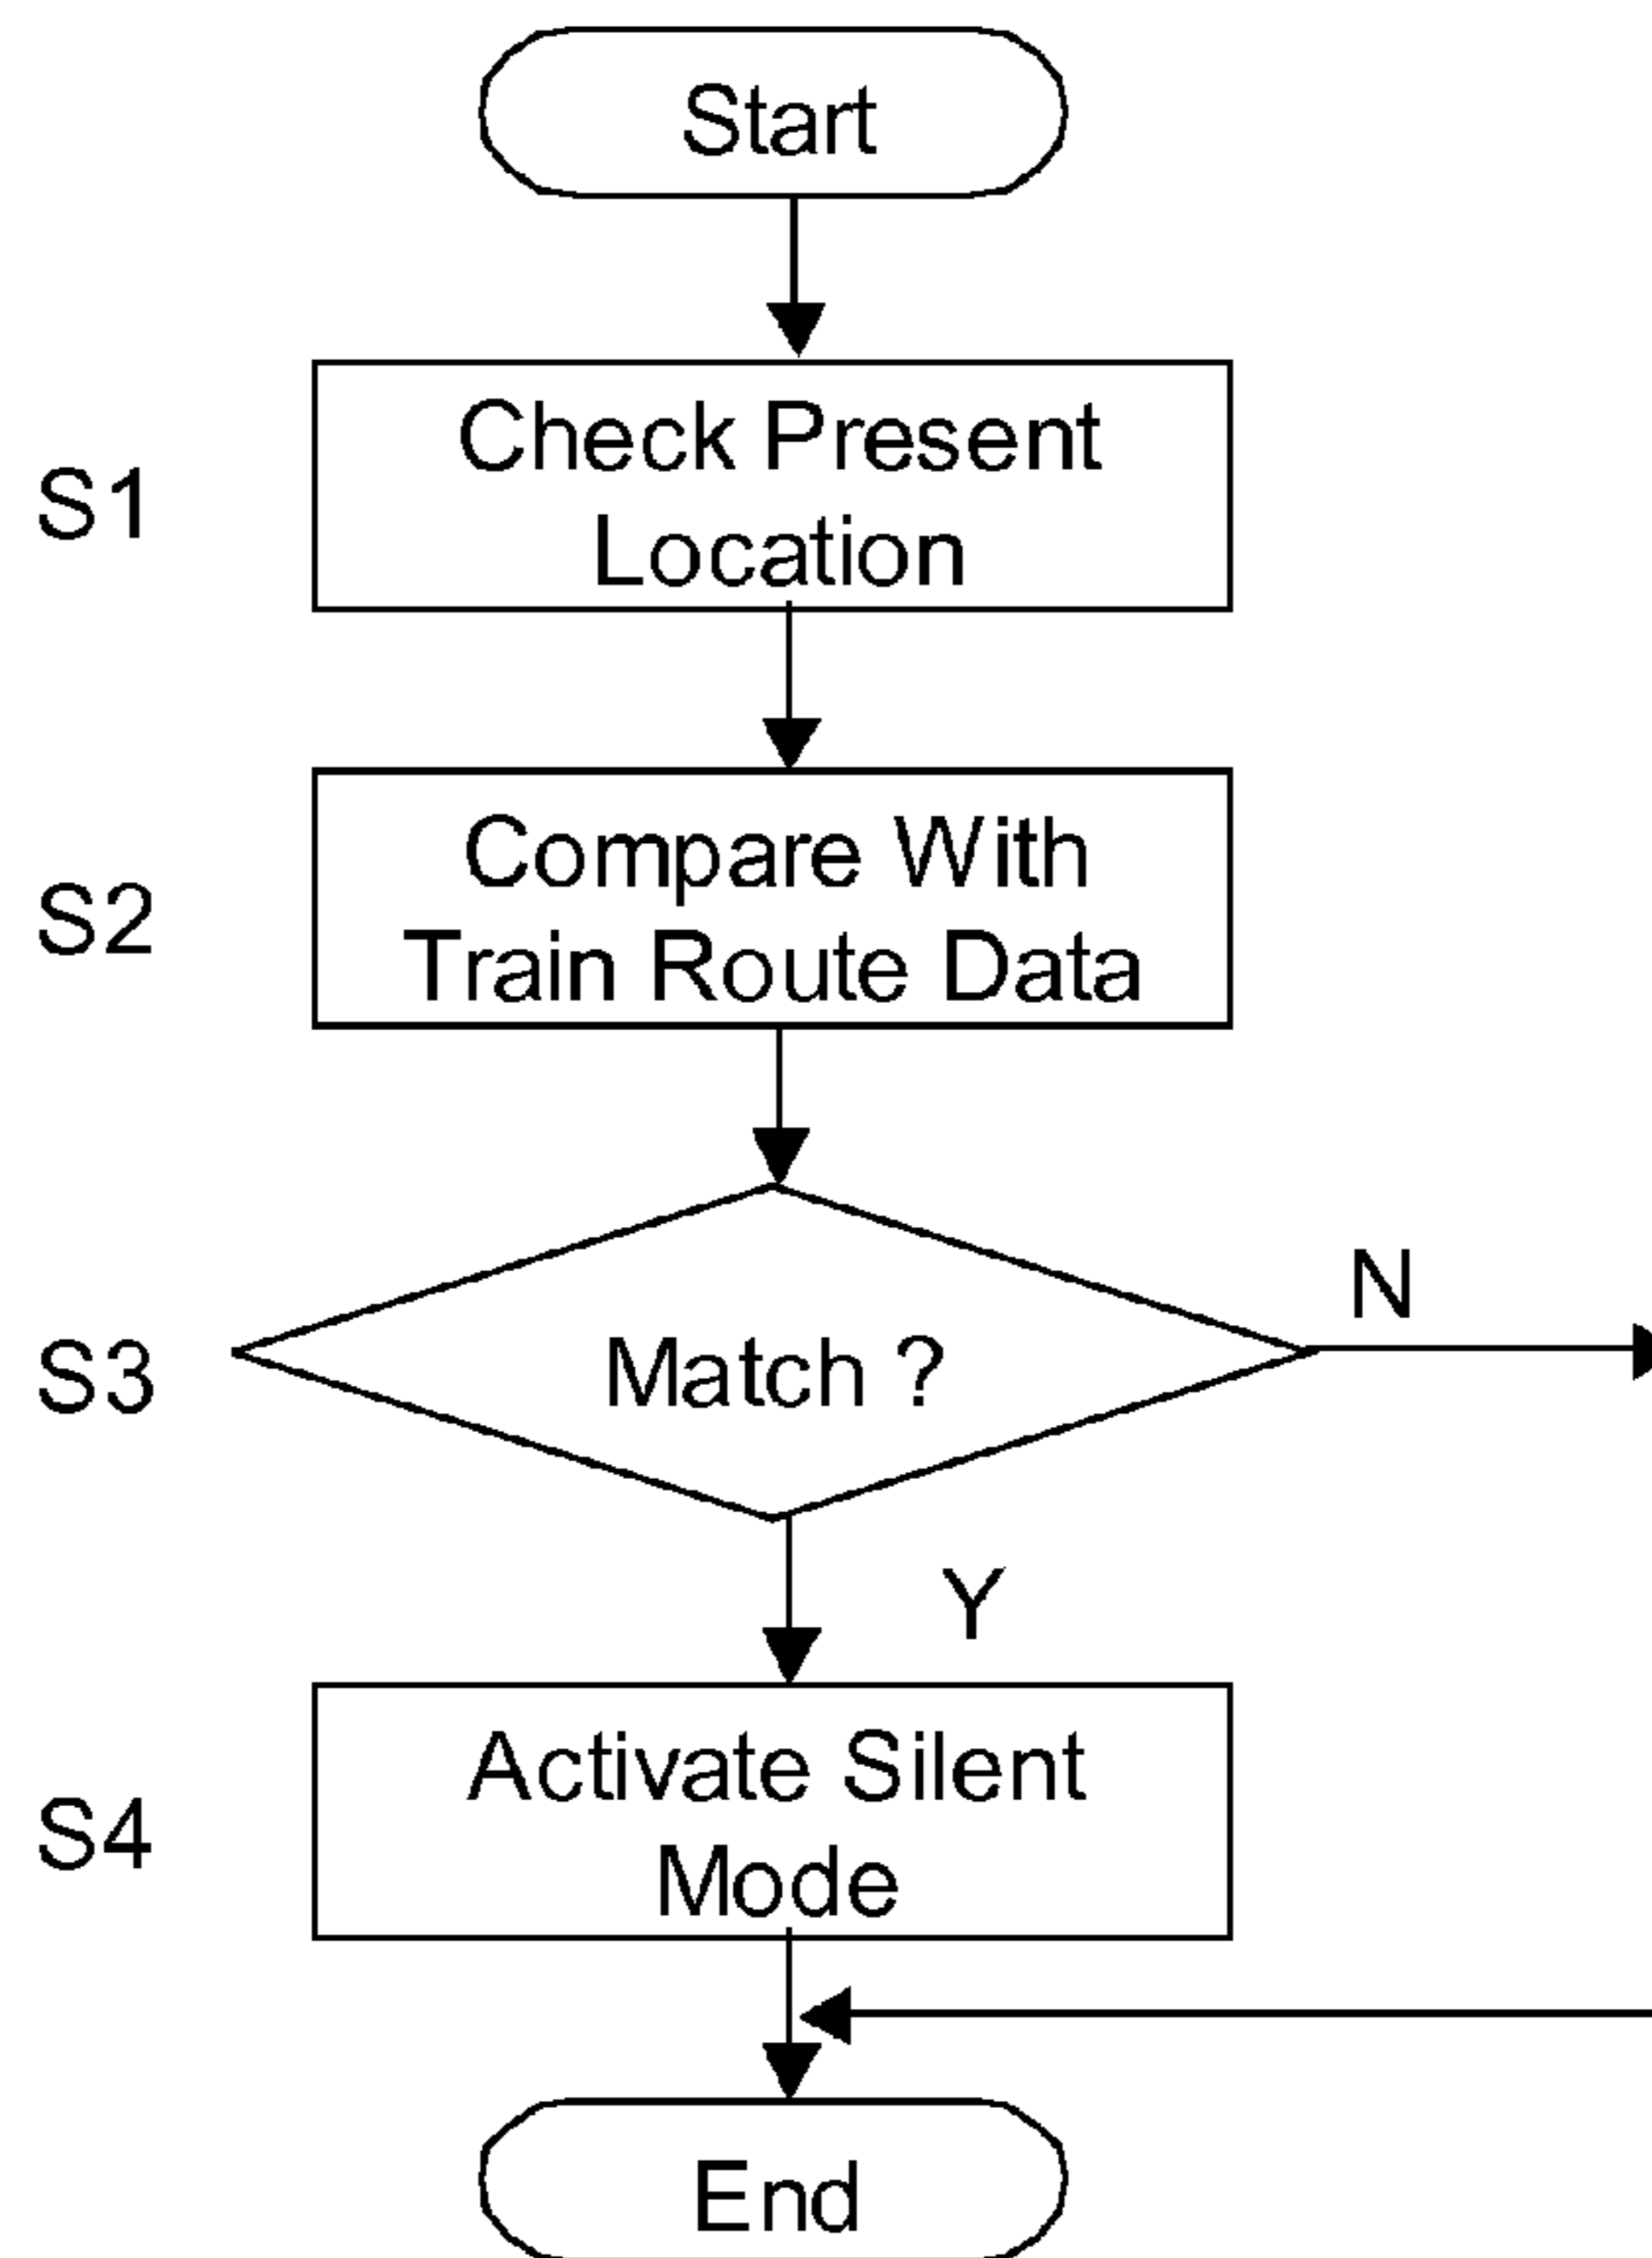 Start
S1
Check Present
Location
S2
Compare With
Train Route Data
S3
Match ?
N
Y
S4
Activate Silent
Mode
End